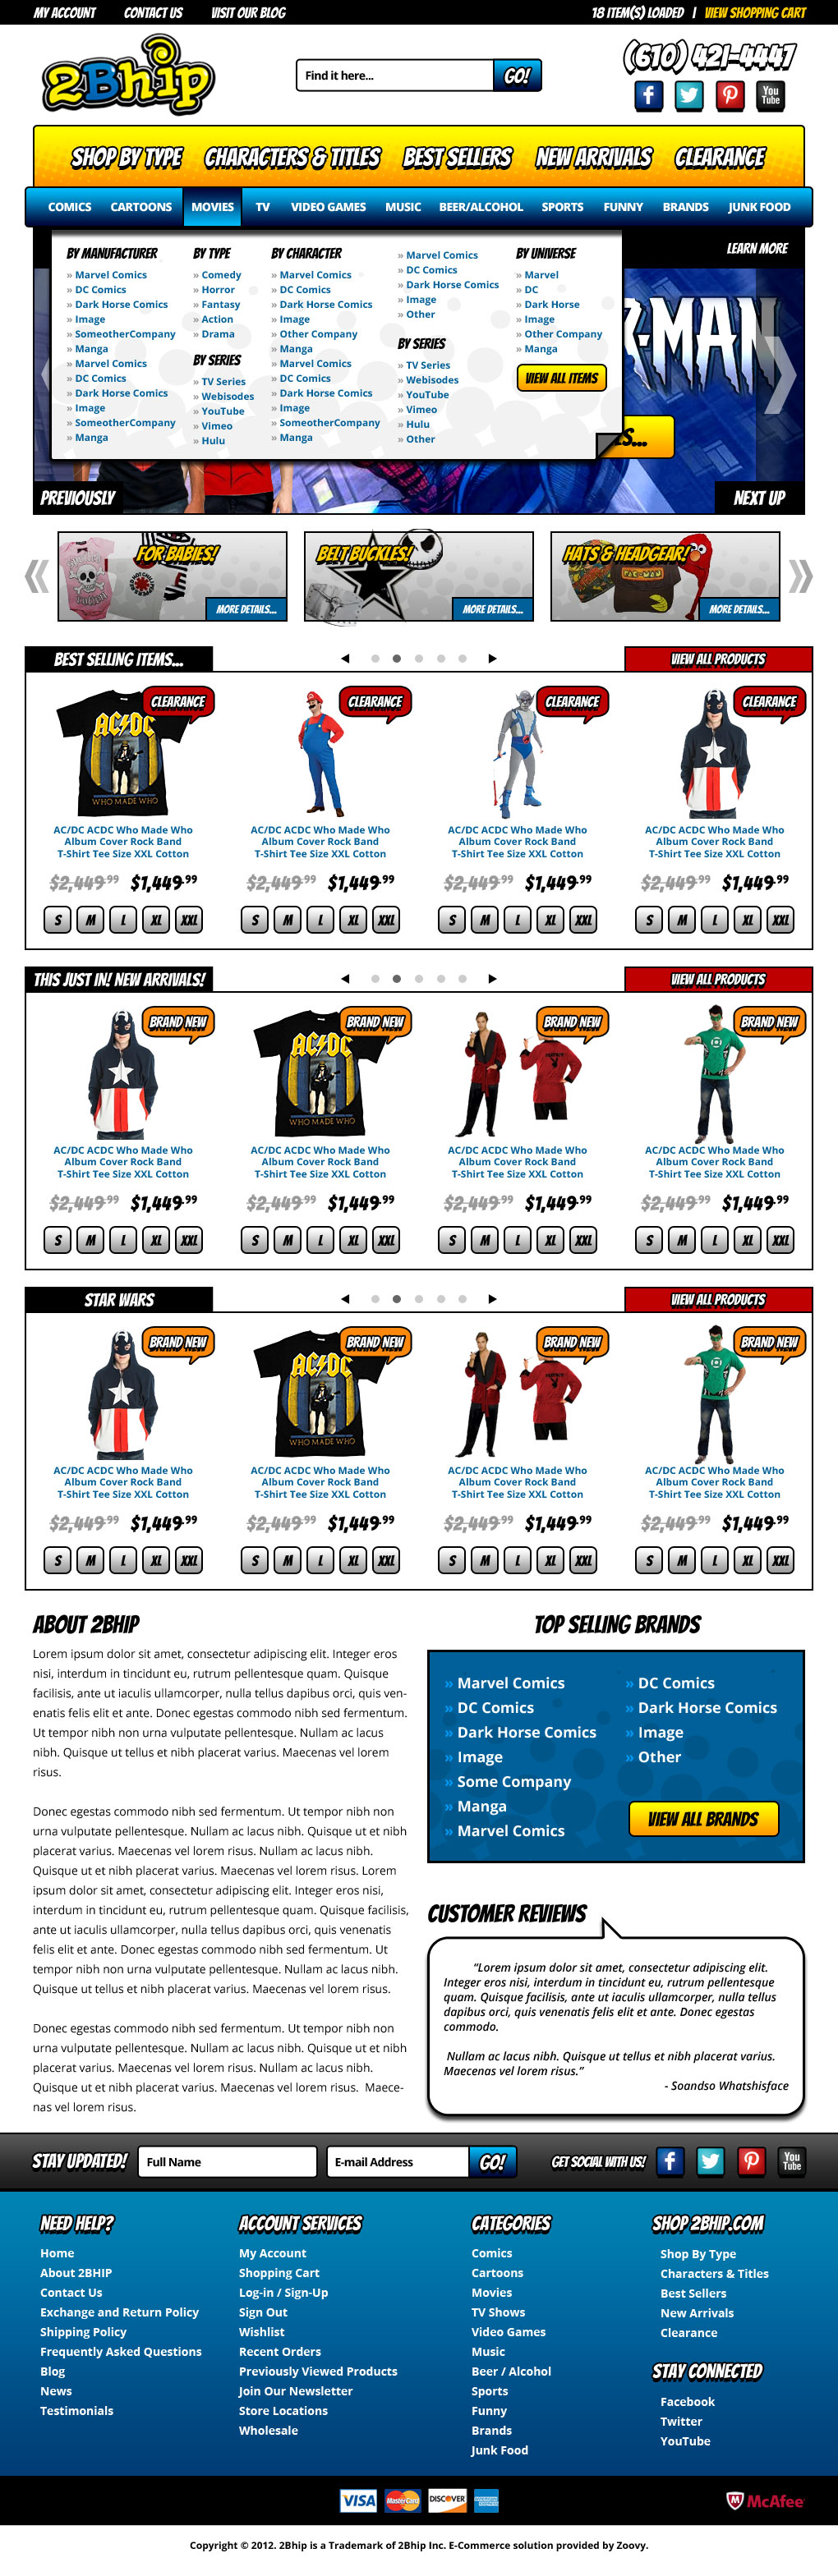 MY ACCOUNT CONTACT US VISIT OUR BLOG 18 ITEM(S) LOADED | VIEW SHOPPING CART
2Bhip
Find it here... GO!
(610) 421-4447
f You Tube
SHOP BY TYPE CHARACTERS & TITLES BEST SELLERS NEW ARRIVALS CLEARANCE
COMICS CARTOONS MOVIES TV VIDEO GAMES MUSIC BEER/ALCOHOL SPORTS FUNNY BRANDS JUNK FOOD
LEARN MORE
BY MANUFACTURER
» Marvel Comics
» DC Comics
» Dark Horse Comics
» Image
» SomeotherCompany
» Manga
» Marvel Comics
» DC Comics
» Dark Horse Comics
» Image
» SomeotherCompany
» Manga
BY TYPE
» Comedy
» Horror
» Fantasy
» Action
» Drama
BY SERIES
» TV Series
» Webisodes
» YouTube
» Vimeo
» Hulu
BY CHARACTER
» Marvel Comics
» DC Comics
» Dark Horse Comics
» Image
» Other Company
» Manga
» Marvel Comics
» DC Comics
» Dark Horse Comics
» Image
» SomeotherCompany
» Manga
» Marvel Comics
» DC Comics
» Dark Horse Comics
» Image
» Other
BY SERIES
» TV Series
» Webisodes
» YouTube
» Vimeo
» Hulu
» Other
BY UNIVERSE
» Marvel
» DC
» Dark Horse
» Image
» Other Company
» Manga
VIEW ALL ITEMS
-MAN
S...
PREVIOUSLY NEXT UP
FOR BABIES! BELT BUCKLES! HATS & HEADGEAR!
MORE DETAILS... MORE DETAILS... MORE DETAILS...
BEST SELLING ITEMS... VIEW ALL PRODUCTS
CLEARANCE CLEARANCE CLEARANCE CLEARANCE
AC/DC
WHO MADE WHO
AC/DC ACDC Who Made Who AC/DC ACDC Who Made Who AC/DC ACDC Who Made Who AC/DC ACDC Who Made Who
Album Cover Rock Band Album Cover Rock Band Album Cover Rock Band Album Cover Rock Band
T-Shirt Tee Size XXL Cotton T-Shirt Tee Size XXL Cotton T-Shirt Tee Size XXL Cotton T-Shirt Tee Size XXL Cotton
$2,449.99 $1,449.99 $2,449.99 $1,449.99 $2,449.99 $1,449.99 $2,449.99 $1,449.99
S M L XL XXL S M L XL XXL S M L XL XXL S M L XL XXL
THIS JUST IN! NEW ARRIVALS! VIEW ALL PRODUCTS
BRAND NEW BRAND NEW BRAND NEW BRAND NEW
AC/DC
WHO MADE WHO
AC/DC ACDC Who Made Who AC/DC ACDC Who Made Who AC/DC ACDC Who Made Who AC/DC ACDC Who Made Who
Album Cover Rock Band Album Cover Rock Band Album Cover Rock Band Album Cover Rock Band
T-Shirt Tee Size XXL Cotton T-Shirt Tee Size XXL Cotton T-Shirt Tee Size XXL Cotton T-Shirt Tee Size XXL Cotton
$2,449.99 $1,449.99 $2,449.99 $1,449.99 $2,449.99 $1,449.99 $2,449.99 $1,449.99
S M L XL XXL S M L XL XXL S M L XL XXL S M L XL XXL
STAR WARS VIEW ALL PRODUCTS
BRAND NEW BRAND NEW BRAND NEW BRAND NEW
AC/DC
WHO MADE WHO
AC/DC ACDC Who Made Who AC/DC ACDC Who Made Who AC/DC ACDC Who Made Who AC/DC ACDC Who Made Who
Album Cover Rock Band Album Cover Rock Band Album Cover Rock Band Album Cover Rock Band
T-Shirt Tee Size XXL Cotton T-Shirt Tee Size XXL Cotton T-Shirt Tee Size XXL Cotton T-Shirt Tee Size XXL Cotton
$2,449.99 $1,449.99 $2,449.99 $1,449.99 $2,449.99 $1,449.99 $2,449.99 $1,449.99
S M L XL XXL S M L XL XXL S M L XL XXL S M L XL XXL
ABOUT 2BHIP
Lorem ipsum dolor sit amet, consectetur adipiscing elit. Integer eros
nisi, interdum in tincidunt eu, rutrum pellentesque quam. Quisque
facilisis, ante ut iaculis ullamcorper, nulla tellus dapibus orci, quis ven-
enatis felis elit et ante. Donec egestas commodo nibh sed fermentum.
Ut tempor nibh non urna vulputate pellentesque. Nullam ac lacus
nibh. Quisque ut tellus et nibh placerat varius. Maecenas vel lorem
risus.
Donec egestas commodo nibh sed fermentum. Ut tempor nibh non
urna vulputate pellentesque. Nullam ac lacus nibh. Quisque ut et nibh
placerat varius. Maecenas vel lorem risus. Nullam ac lacus nibh.
Quisque ut et nibh placerat varius. Maecenas vel lorem risus. Lorem
ipsum dolor sit amet, consectetur adipiscing elit. Integer eros nisi,
interdum in tincidunt eu, rutrum pellentesque quam. Quisque facilisis,
ante ut iaculis ullamcorper, nulla tellus dapibus orci, quis venenatis
felis elit et ante. Donec egestas commodo nibh sed fermentum. Ut
tempor nibh non urna vulputate pellentesque. Nullam ac lacus nibh.
Quisque ut tellus et nibh placerat varius. Maecenas vel lorem risus.
Donec egestas commodo nibh sed fermentum. Ut tempor nibh non
urna vulputate pellentesque. Nullam ac lacus nibh. Quisque ut et nibh
placerat varius. Maecenas vel lorem risus. Nullam ac lacus nibh.
Quisque ut et nibh placerat varius. Maecenas vel lorem risus. Maece-
nas vel lorem risus.
TOP SELLING BRANDS
» Marvel Comics
» DC Comics
» Dark Horse Comics
» Image
» Some Company
» Manga
» Marvel Comics
» DC Comics
» Dark Horse Comics
» Image
» Other
VIEW ALL BRANDS
CUSTOMER REVIEWS
"Lorem ipsum dolor sit amet, consectetur adipiscing elit.
Integer eros nisi, interdum in tincidunt eu, rutrum pellentesque
quam. Quisque facilisis, ante ut iaculis ullamcorper, nulla tellus
dapibus orci, quis venenatis felis elit et ante. Donec egestas
commodo.
Nullam ac lacus nibh. Quisque ut tellus et nibh placerat varius.
Maecenas vel lorem risus."
- Soandso Whatshisface
STAY UPDATED! Full Name E-mail Address GO! GET SOCIAL WITH US! f You Tube
NEED HELP?
Home
About 2BHIP
Contact Us
Exchange and Return Policy
Shipping Policy
Frequently Asked Questions
Blog
News
Testimonials
ACCOUNT SERVICES
My Account
Shopping Cart
Log-in / Sign-Up
Sign Out
Wishlist
Recent Orders
Previously Viewed Products
Join Our Newsletter
Store Locations
Wholesale
CATEGORIES
Comics
Cartoons
Movies
TV Shows
Video Games
Music
Beer / Alcohol
Sports
Funny
Brands
Junk Food
SHOP 2BHIP.COM
Shop By Type
Characters & Titles
Best Sellers
New Arrivals
Clearance
STAY CONNECTED
Facebook
Twitter
YouTube
VISA MasterCard DISCOVER McAfee
Copyright © 2012. 2Bhip is a Trademark of 2Bhip Inc. E-Commerce solution provided by Zoovy.